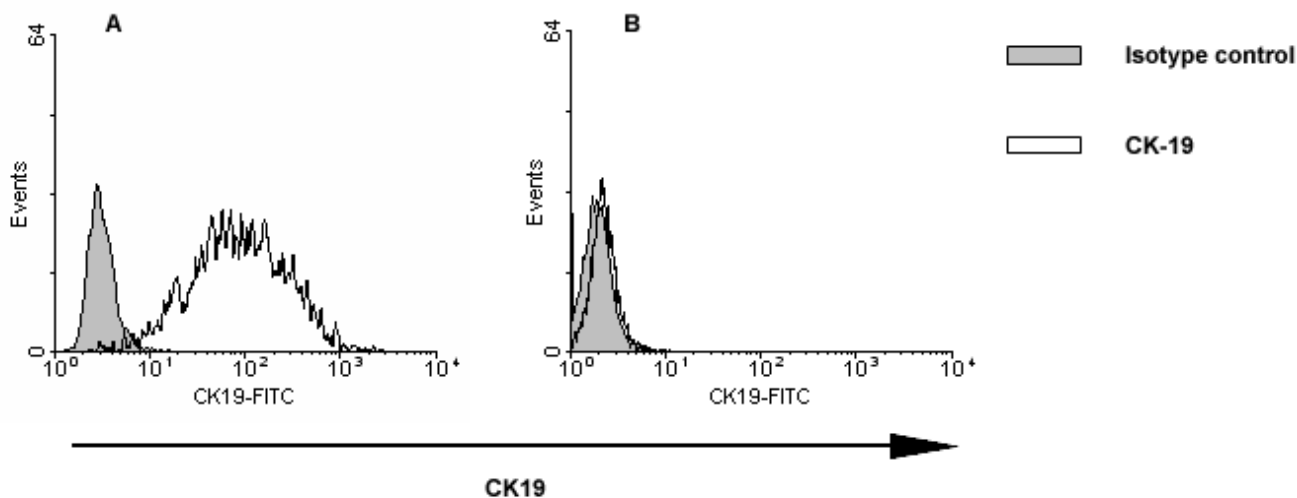 A
64
Events
0
10⁰ 10¹ 10² 10³ 10⁴
CK19-FITC
B
64
Events
0
10⁰ 10¹ 10² 10³ 10⁴
CK19-FITC
Isotype control
CK-19
CK19